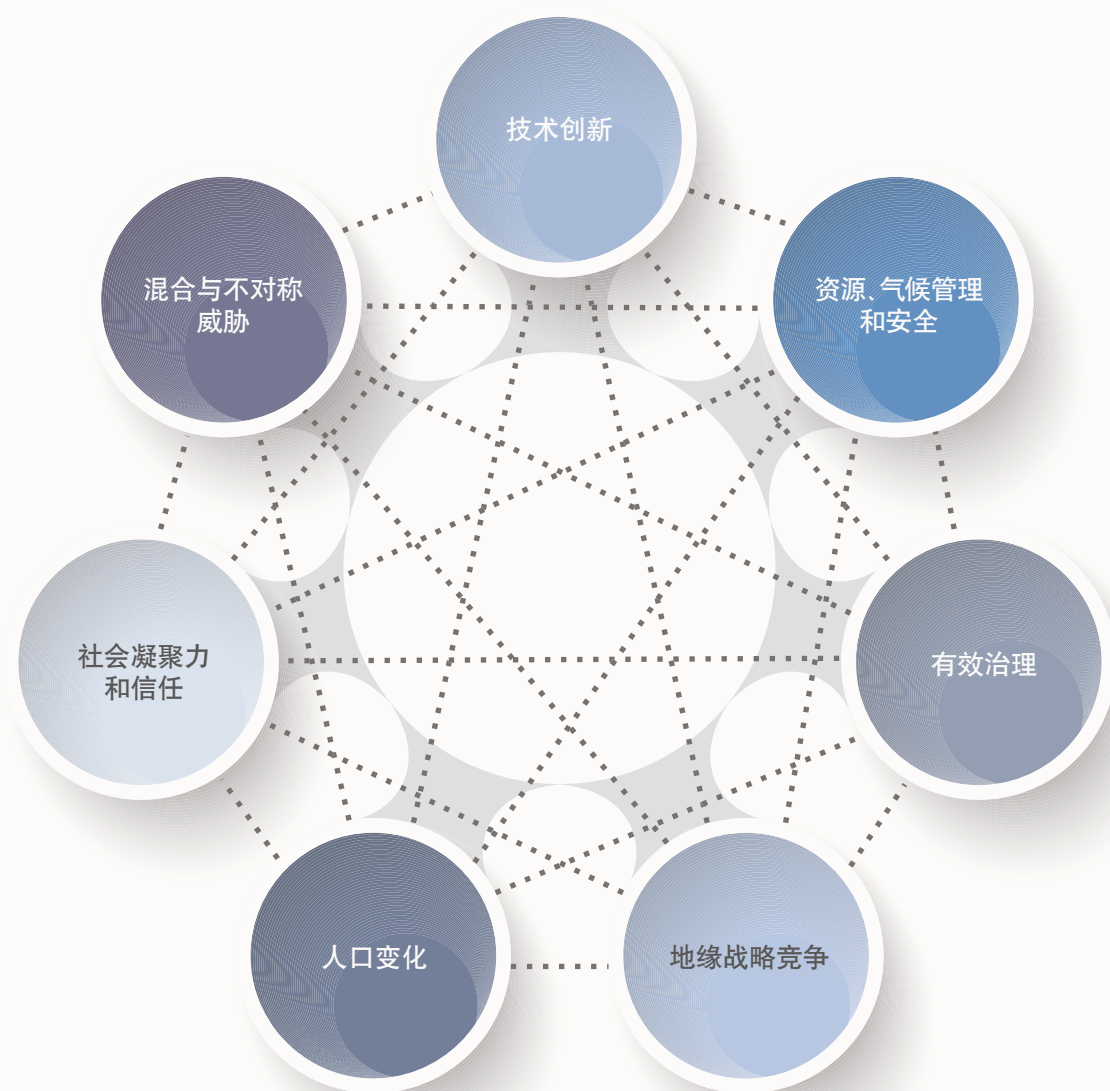 技术创新
混合与不对称
威胁
资源、气候管理
和安全
社会凝聚力
和信任
有效治理
人口变化
地缘战略竞争